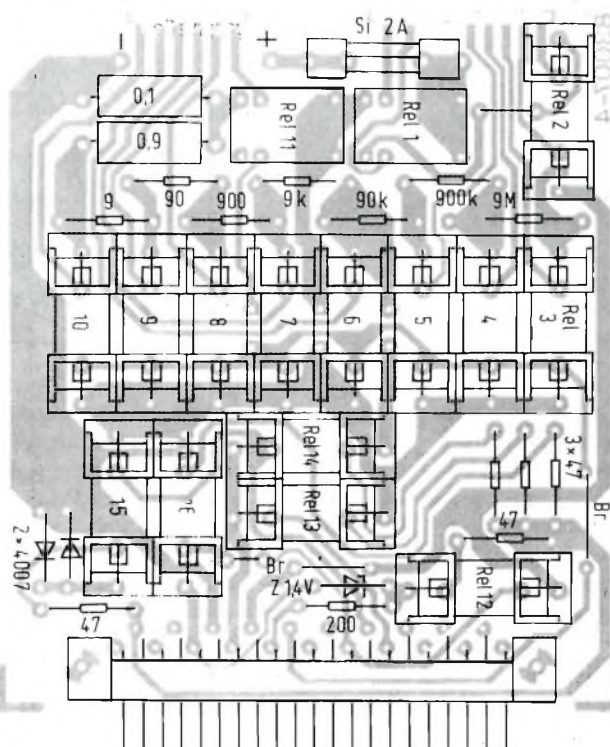 Si 2A
− +
0,1
0,9
Rel 11
Rel 1
Rel 2
83007-4
9
90
900
9k
90k
900k
9M
10
9
8
7
6
5
4
Rel 3
Rel 14
Rel 13
15
3×47
Br.
47
2×4007
Br
Z 1,4V
Rel 12
47
200